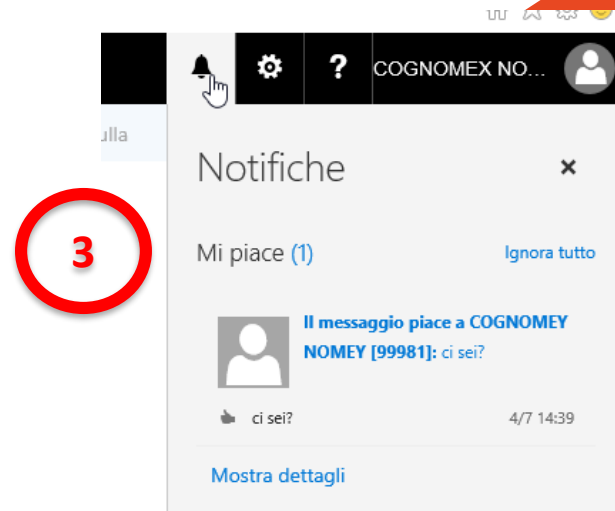 ? COGNOMEX NO...
ulla
Notifiche
3
Mi piace (1) Ignora tutto
Il messaggio piace a COGNOMEY
NOMEY [99981]: ci sei?
ci sei? 4/7 14:39
Mostra dettagli